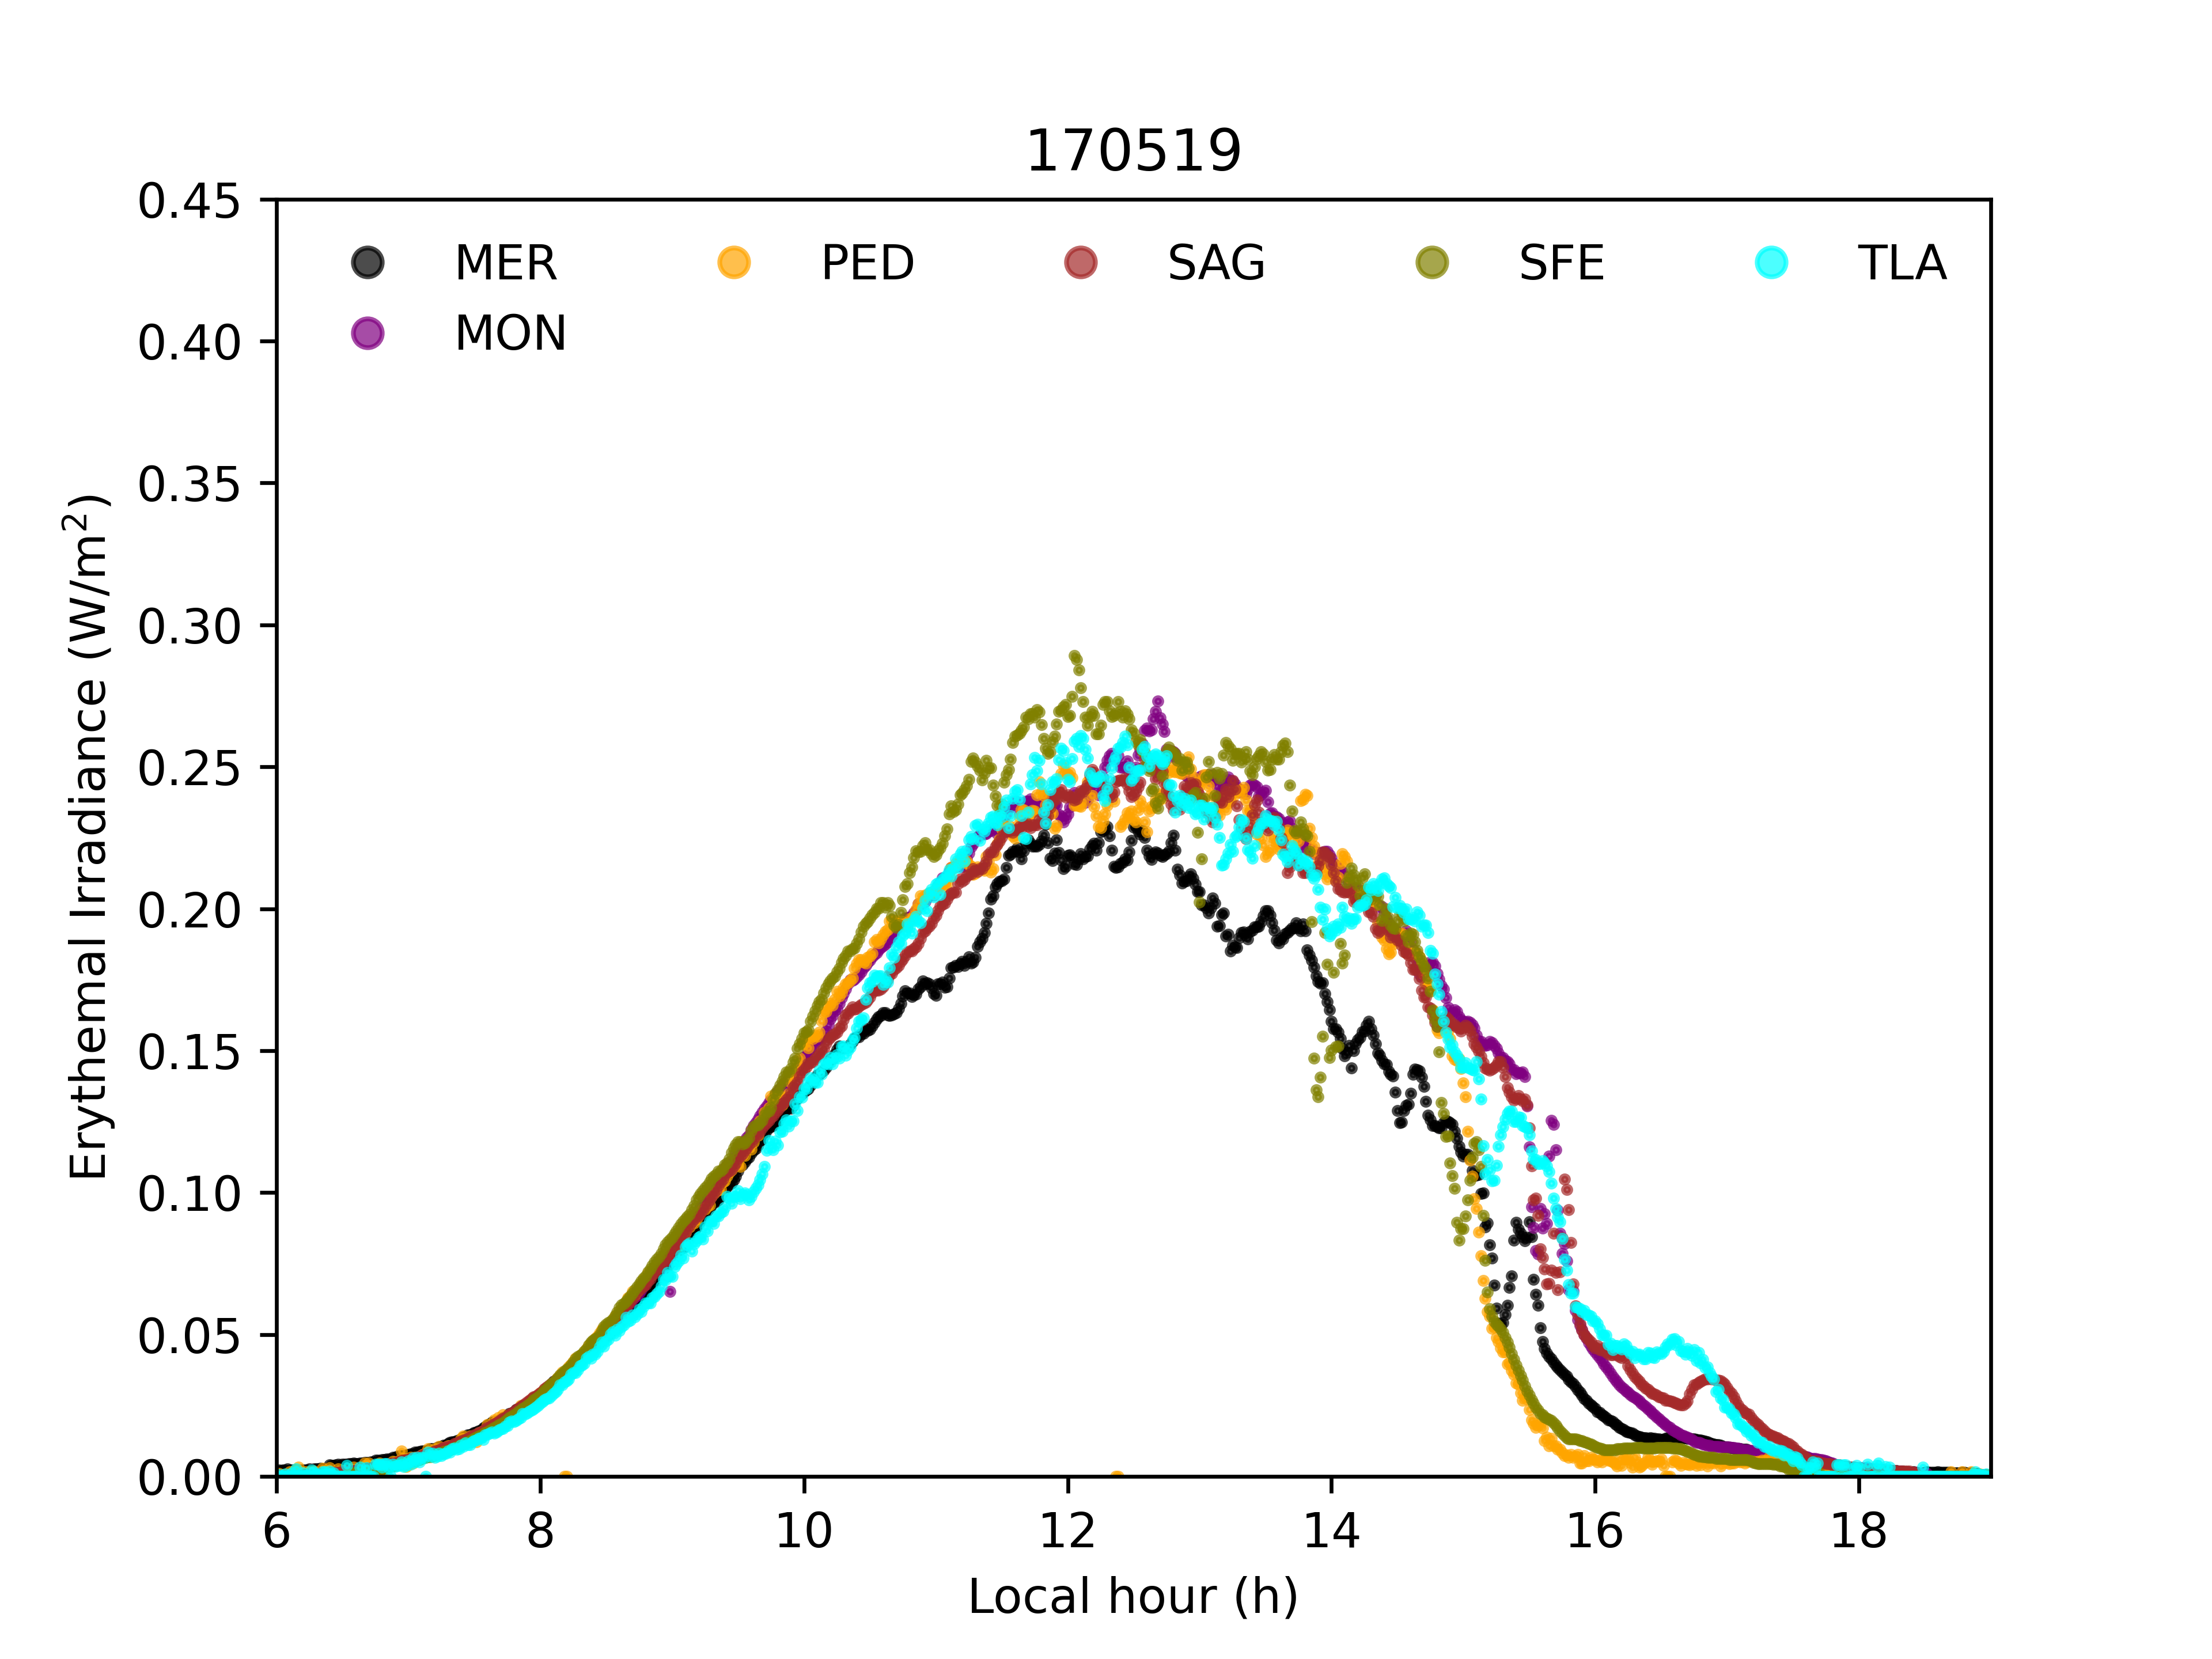 170519
0.45
MER PED SAG SFE TLA
MON
0.40
0.35
0.30
0.25
0.20
0.15
0.10
0.05
0.00
Erythemal Irradiance (W/m²)
6 8 10 12 14 16 18
Local hour (h)